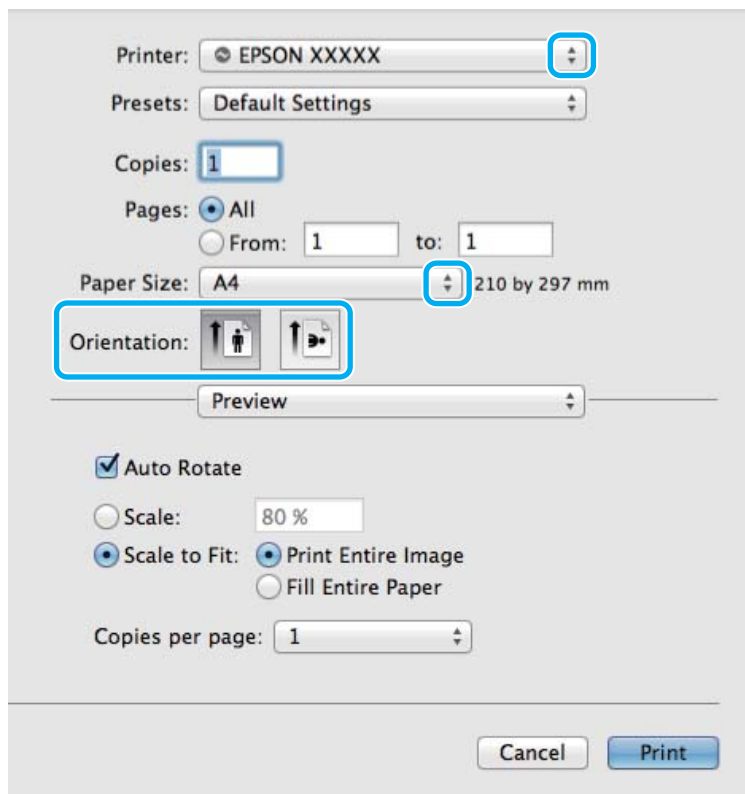 Printer: EPSON XXXXX
Presets: Default Settings
Copies: 1
Pages: All
From: 1 to: 1
Paper Size: A4 210 by 297 mm
Orientation:
Preview
Auto Rotate
Scale: 80 %
Scale to Fit: Print Entire Image
Fill Entire Paper
Copies per page: 1
Cancel Print